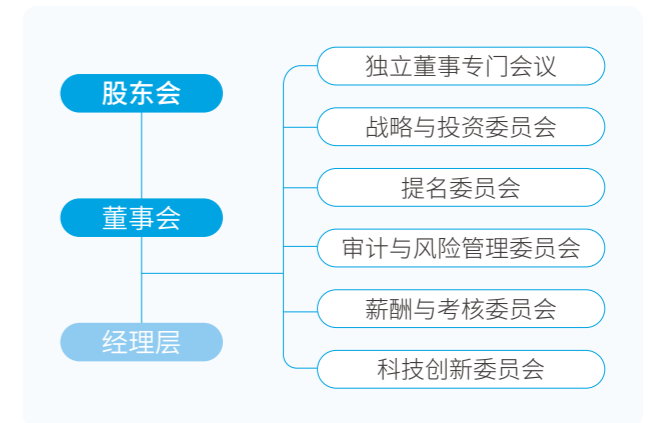 股东会
董事会
经理层
独立董事专门会议
战略与投资委员会
提名委员会
审计与风险管理委员会
薪酬与考核委员会
科技创新委员会